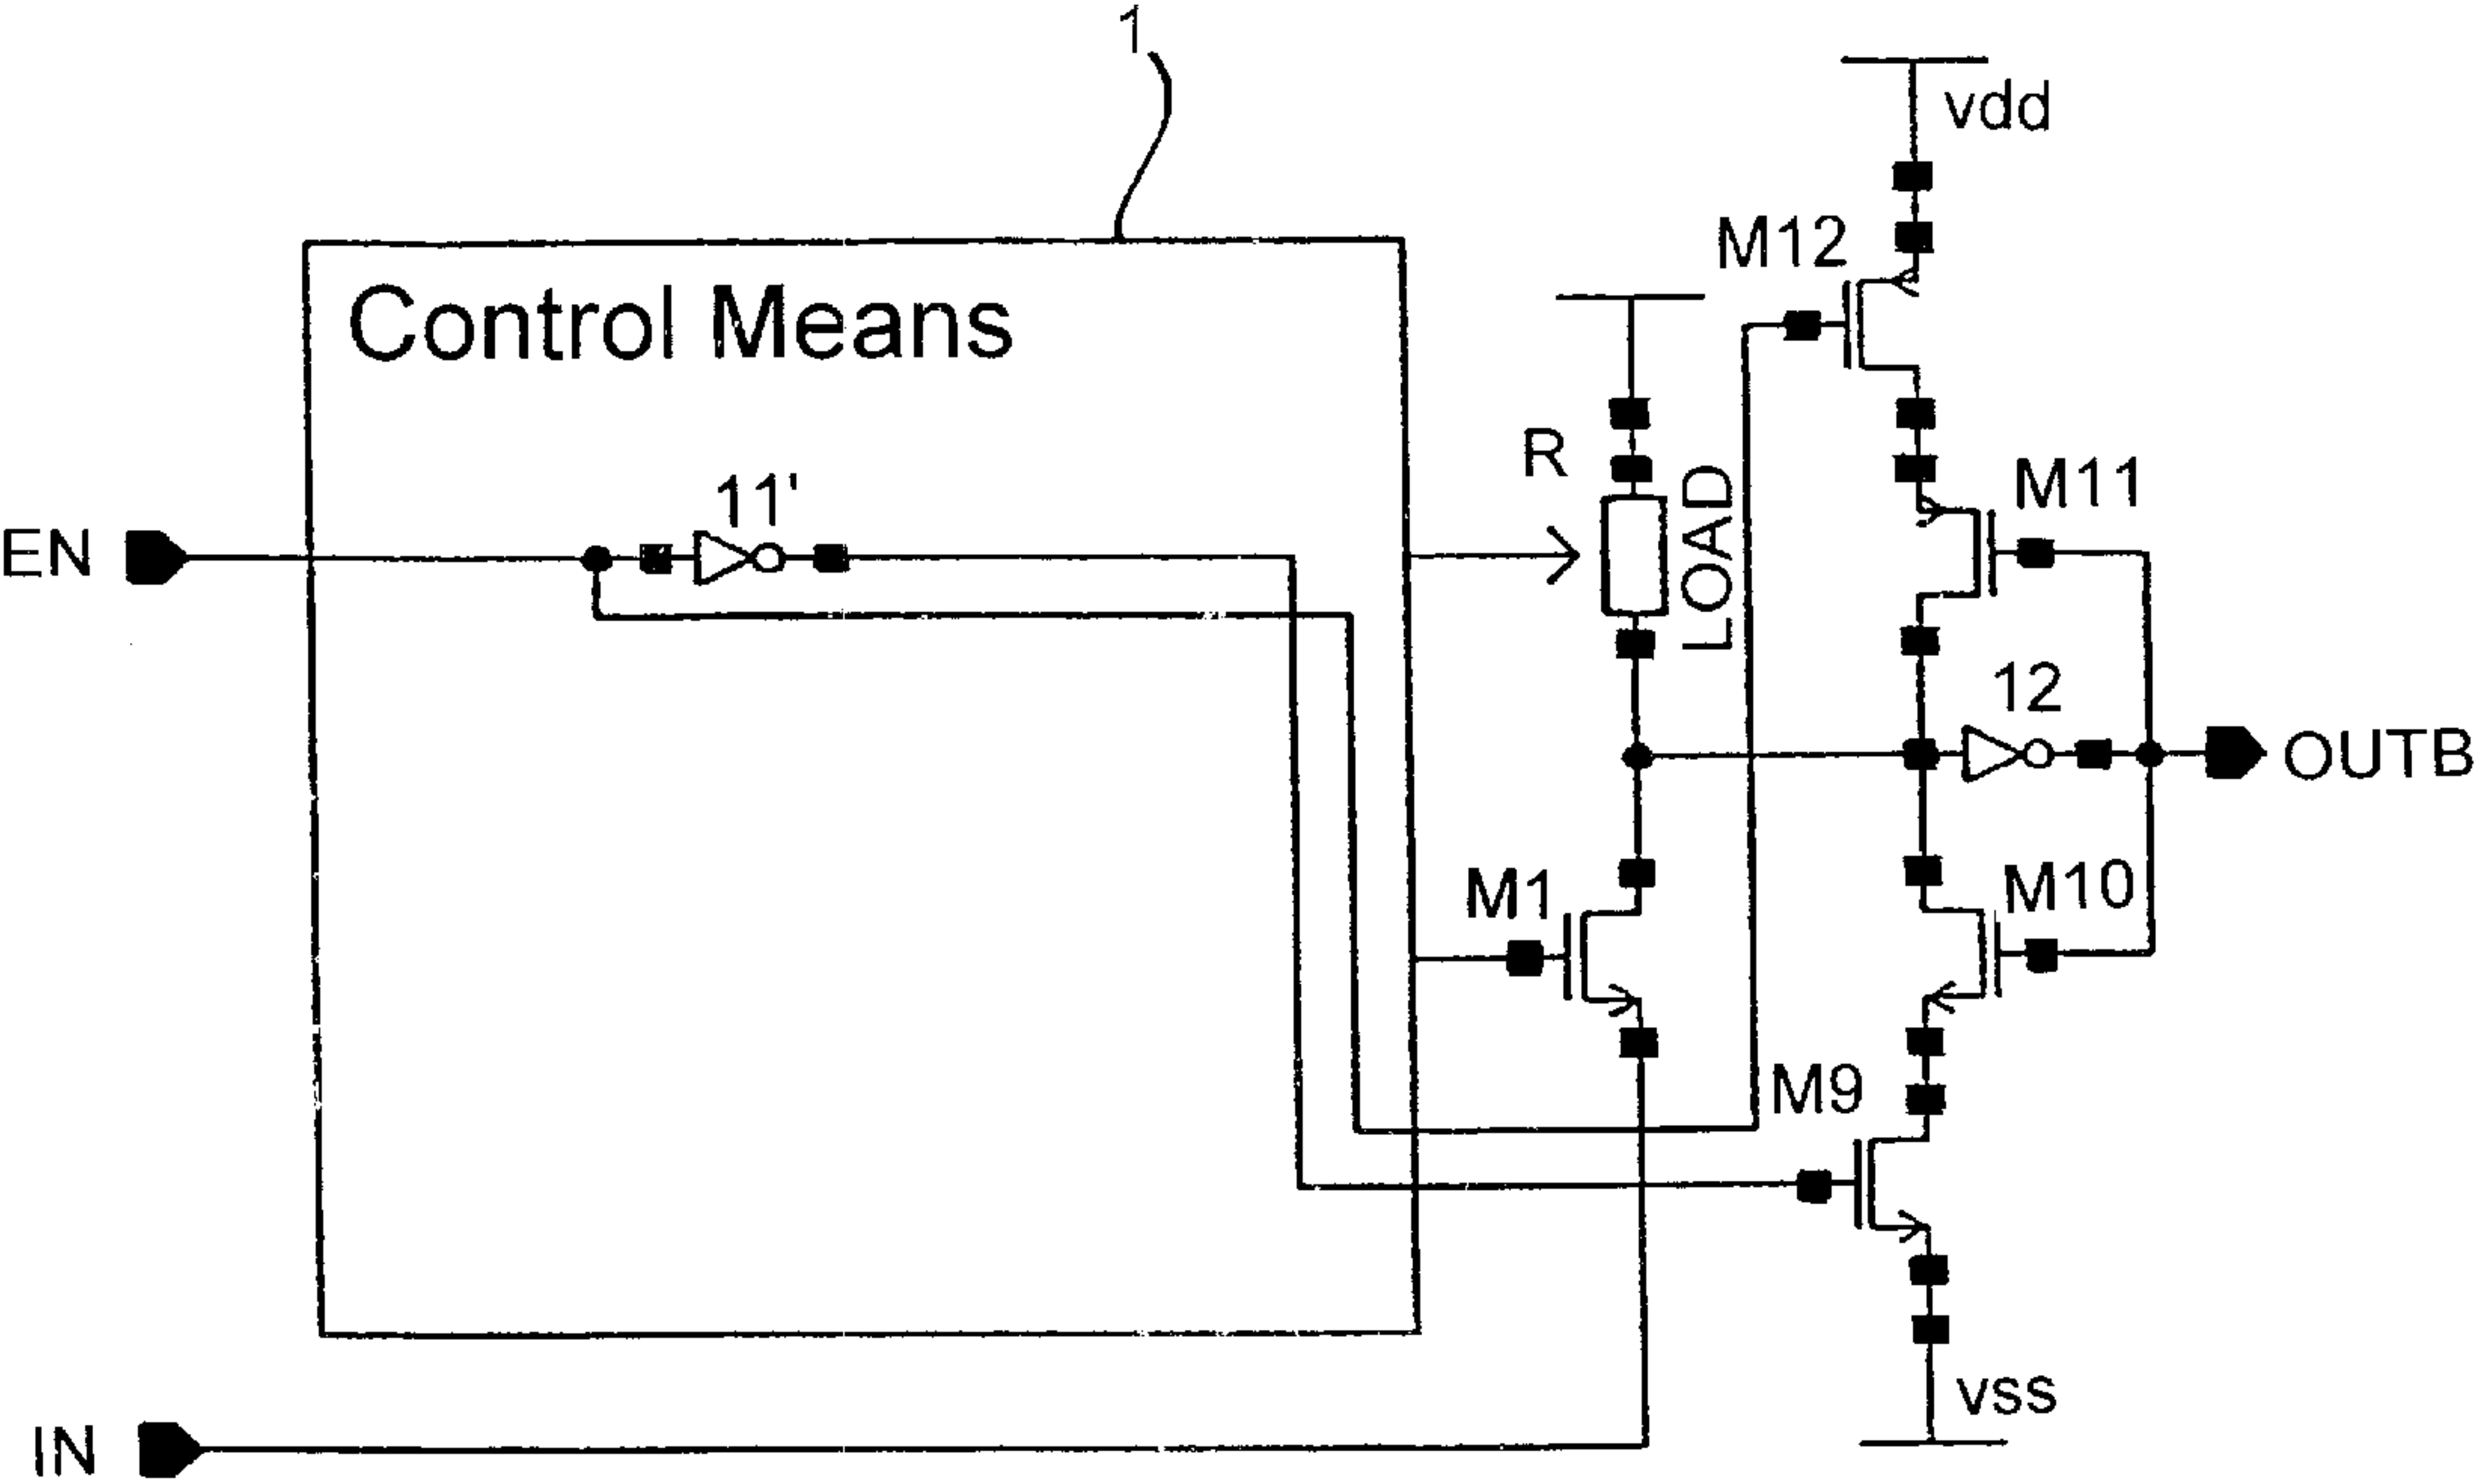 1
vdd
M12
Control Means
R
LOAD
M11
11'
EN
12
OUTB
M1
M10
M9
vss
IN